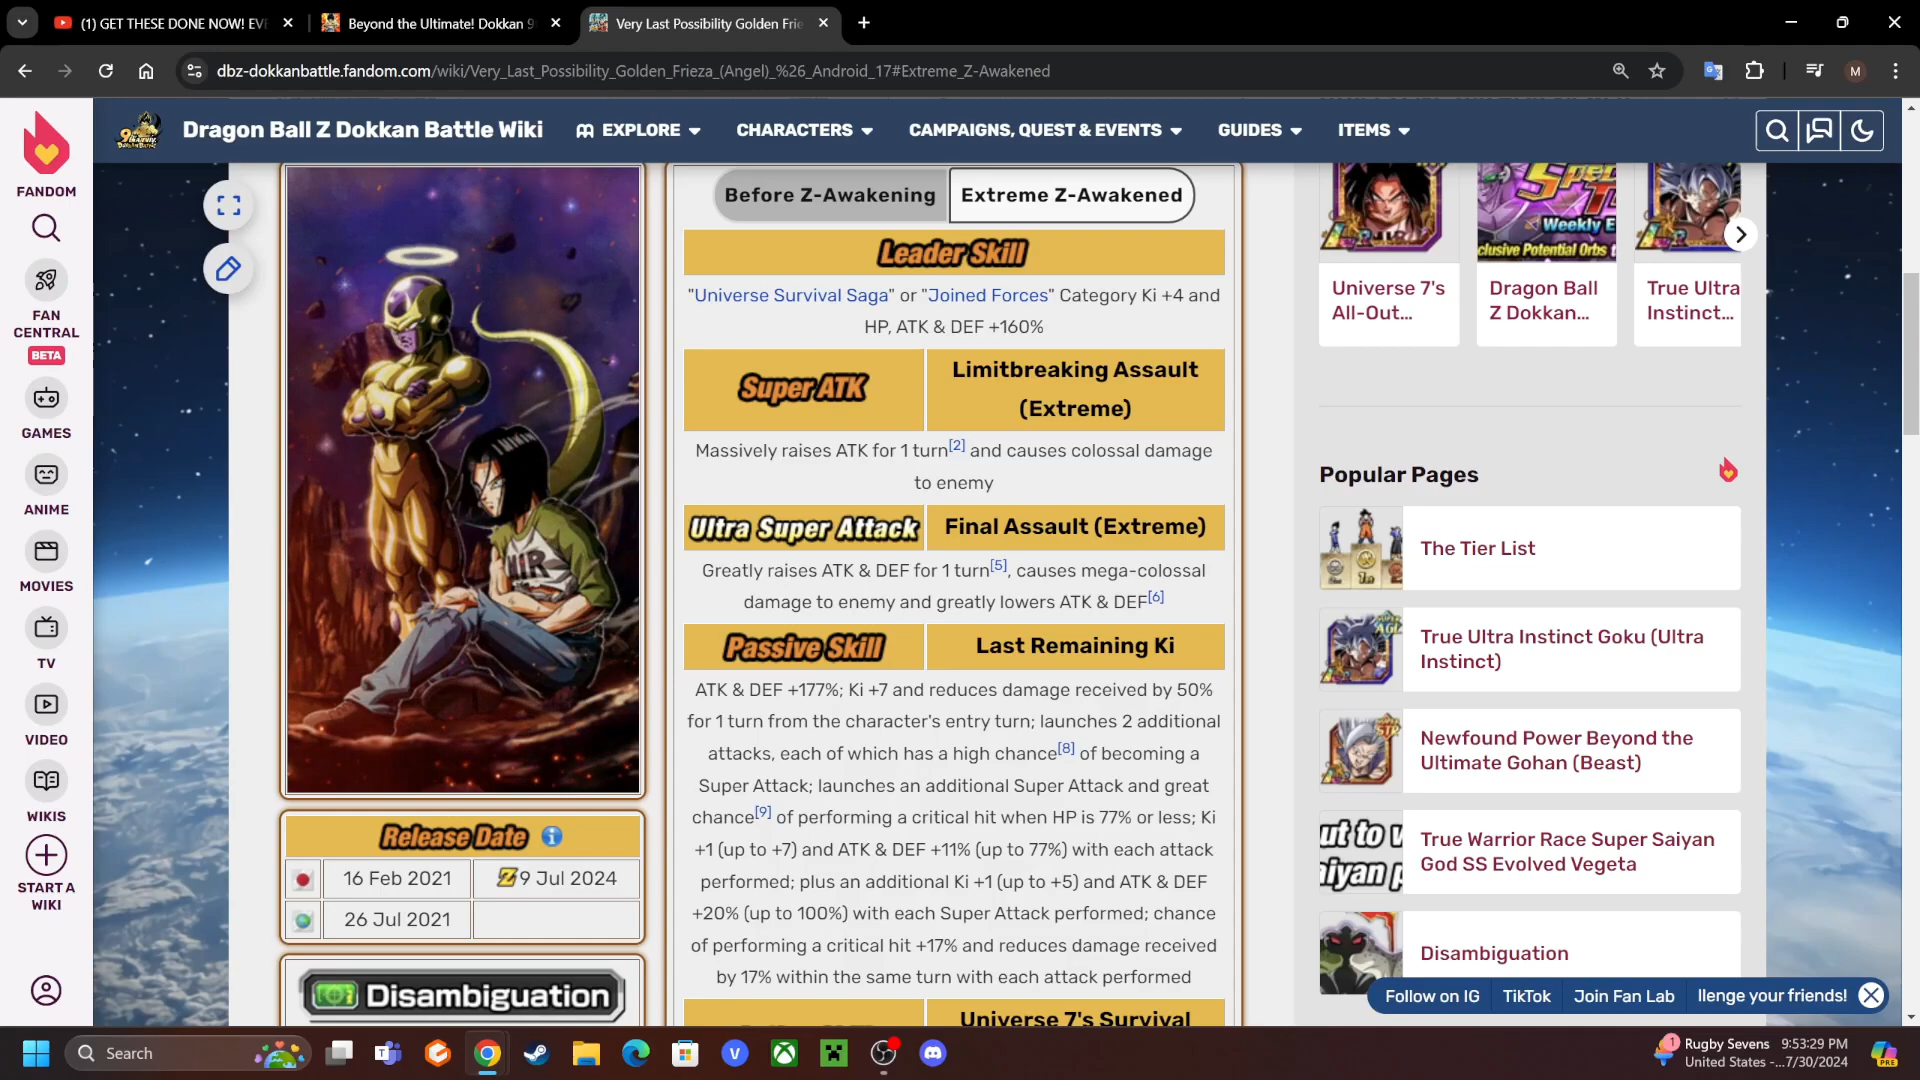 (1) GET THESE DONE NOW! EVE
Beyond the Ultimate! Dokkan 9
Very Last Possibility Golden Frie
dbz-dokkanbattle.fandom.com/wiki/Very_Last_Possibility_Golden_Frieza_(Angel)_%26_Android_17#Extreme_Z-Awakened
M
Dragon Ball Z Dokkan Battle Wiki
EXPLORE
CHARACTERS
CAMPAIGNS, QUEST & EVENTS
GUIDES
ITEMS
FANDOM
FAN CENTRAL
BETA
GAMES
ANIME
MOVIES
TV
VIDEO
WIKIS
START A WIKI
Before Z-Awakening
Extreme Z-Awakened
Leader Skill
"Universe Survival Saga" or "Joined Forces" Category Ki +4 and
HP, ATK & DEF +160%
Super ATK
Limitbreaking Assault
(Extreme)
Massively raises ATK for 1 turn[2] and causes colossal damage
to enemy
Ultra Super Attack
Final Assault (Extreme)
Greatly raises ATK & DEF for 1 turn[5], causes mega-colossal
damage to enemy and greatly lowers ATK & DEF[6]
Passive Skill
Last Remaining Ki
ATK & DEF +177%; Ki +7 and reduces damage received by 50%
for 1 turn from the character's entry turn; launches 2 additional
attacks, each of which has a high chance[8] of becoming a
Super Attack; launches an additional Super Attack and great
chance[9] of performing a critical hit when HP is 77% or less; Ki
+1 (up to +7) and ATK & DEF +11% (up to 77%) with each attack
performed; plus an additional Ki +1 (up to +5) and ATK & DEF
+20% (up to 100%) with each Super Attack performed; chance
of performing a critical hit +17% and reduces damage received
by 17% within the same turn with each attack performed
Universe 7's Survival
MIR
Release Date
16 Feb 2021
Z 9 Jul 2024
26 Jul 2021
Disambiguation
Weekly E
clusive Potential Orbs t
Universe 7's
All-Out...
Dragon Ball
Z Dokkan...
True Ultra
Instinct...
Popular Pages
The Tier List
True Ultra Instinct Goku (Ultra
Instinct)
Newfound Power Beyond the
Ultimate Gohan (Beast)
ut to v
aiyan p
True Warrior Race Super Saiyan
God SS Evolved Vegeta
Disambiguation
Follow on IG
TikTok
Join Fan Lab
llenge your friends!
Search
Rugby Sevens
United States -...
9:53:29 PM
7/30/2024